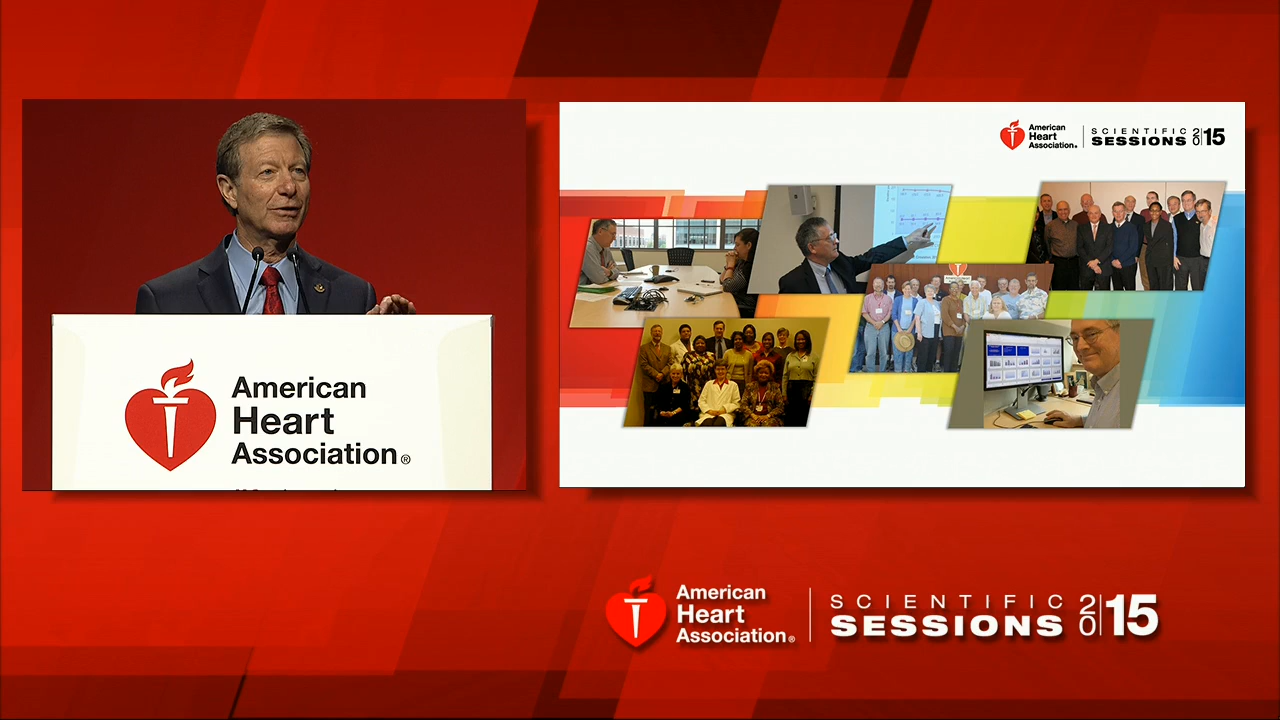 American
Heart
Association®
American
Heart
Association®
SCIENTIFIC
SESSIONS
2015
American
Heart
Association®
SCIENTIFIC
SESSIONS
2015